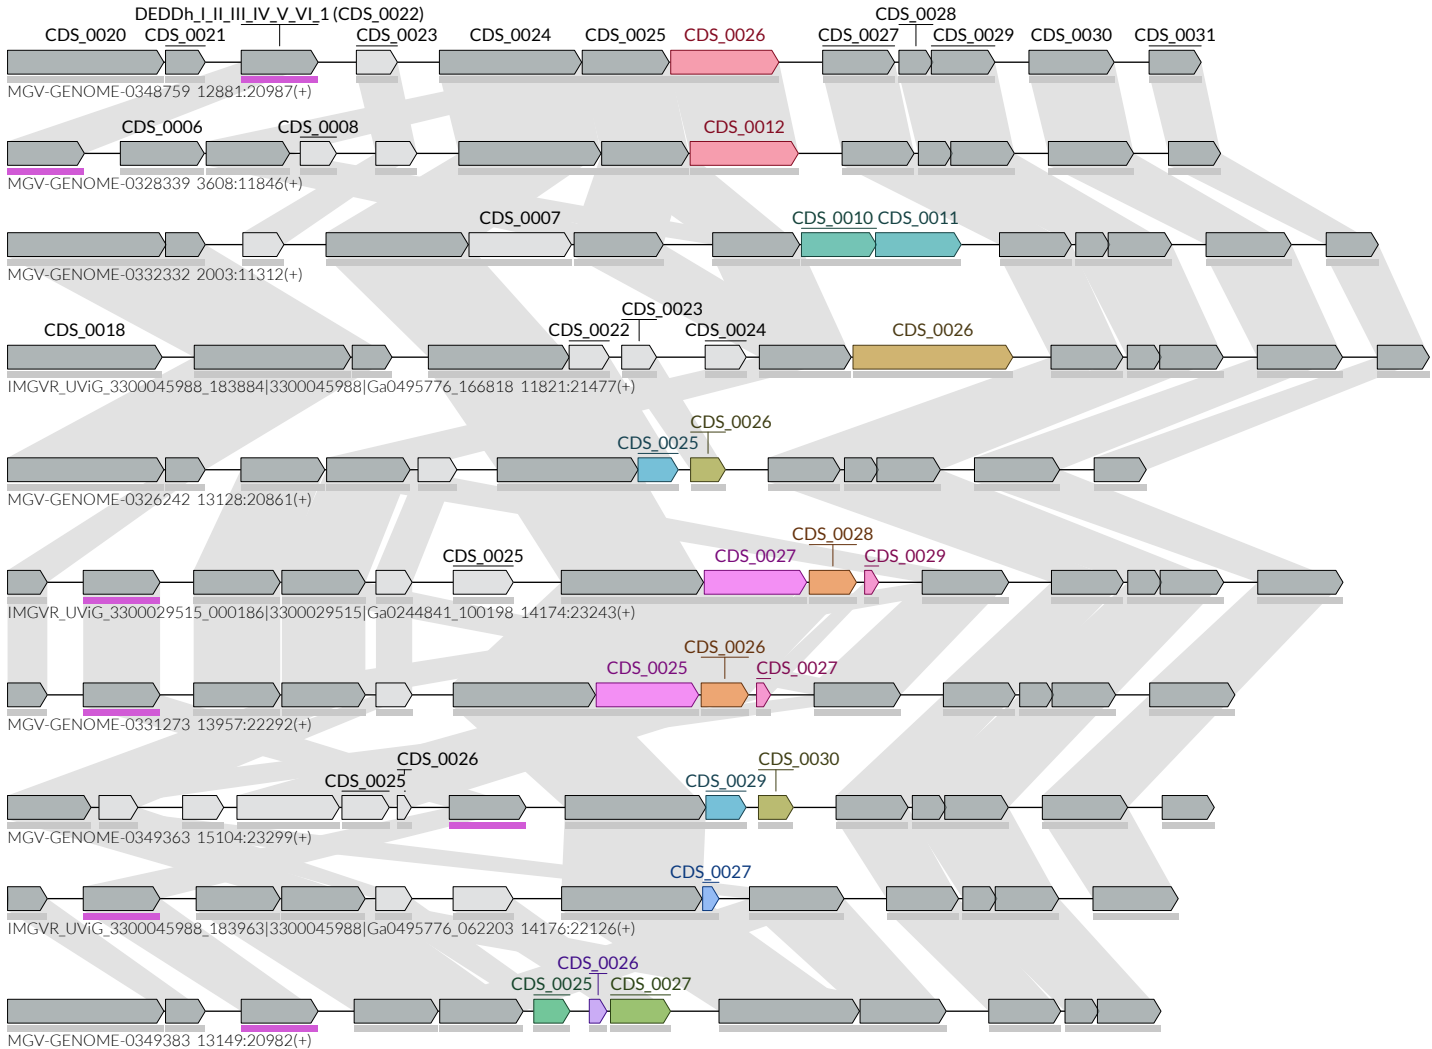 DEDDh_I_II_III_IV_V_VI_1 (CDS_0022)
CDS_0028
CDS_0020 CDS_0021 CDS_0023 CDS_0024 CDS_0025 CDS_0026 CDS_0027 CDS_0029 CDS_0030 CDS_0031
MGV-GENOME-0348759 12881:20987(+)
CDS_0006 CDS_0008 CDS_0012
MGV-GENOME-0328339 3608:11846(+)
CDS_0007 CDS_0010 CDS_0011
MGV-GENOME-0332332 2003:11312(+)
CDS_0023
CDS_0018 CDS_0022 CDS_0024 CDS_0026
IMGVR_UViG_3300045988_183884|3300045988|Ga0495776_166818 11821:21477(+)
CDS_0026
CDS_0025
MGV-GENOME-0326242 13128:20861(+)
CDS_0028
CDS_0025 CDS_0027 CDS_0029
IMGVR_UViG_3300029515_000186|3300029515|Ga0244841_100198 14174:23243(+)
CDS_0026
CDS_0025 CDS_0027
MGV-GENOME-0331273 13957:22292(+)
CDS_0026 CDS_0030
CDS_0025 CDS_0029
MGV-GENOME-0349363 15104:23299(+)
CDS_0027
IMGVR_UViG_3300045988_183963|3300045988|Ga0495776_062203 14176:22126(+)
CDS_0026
CDS_0025 CDS_0027
MGV-GENOME-0349383 13149:20982(+)